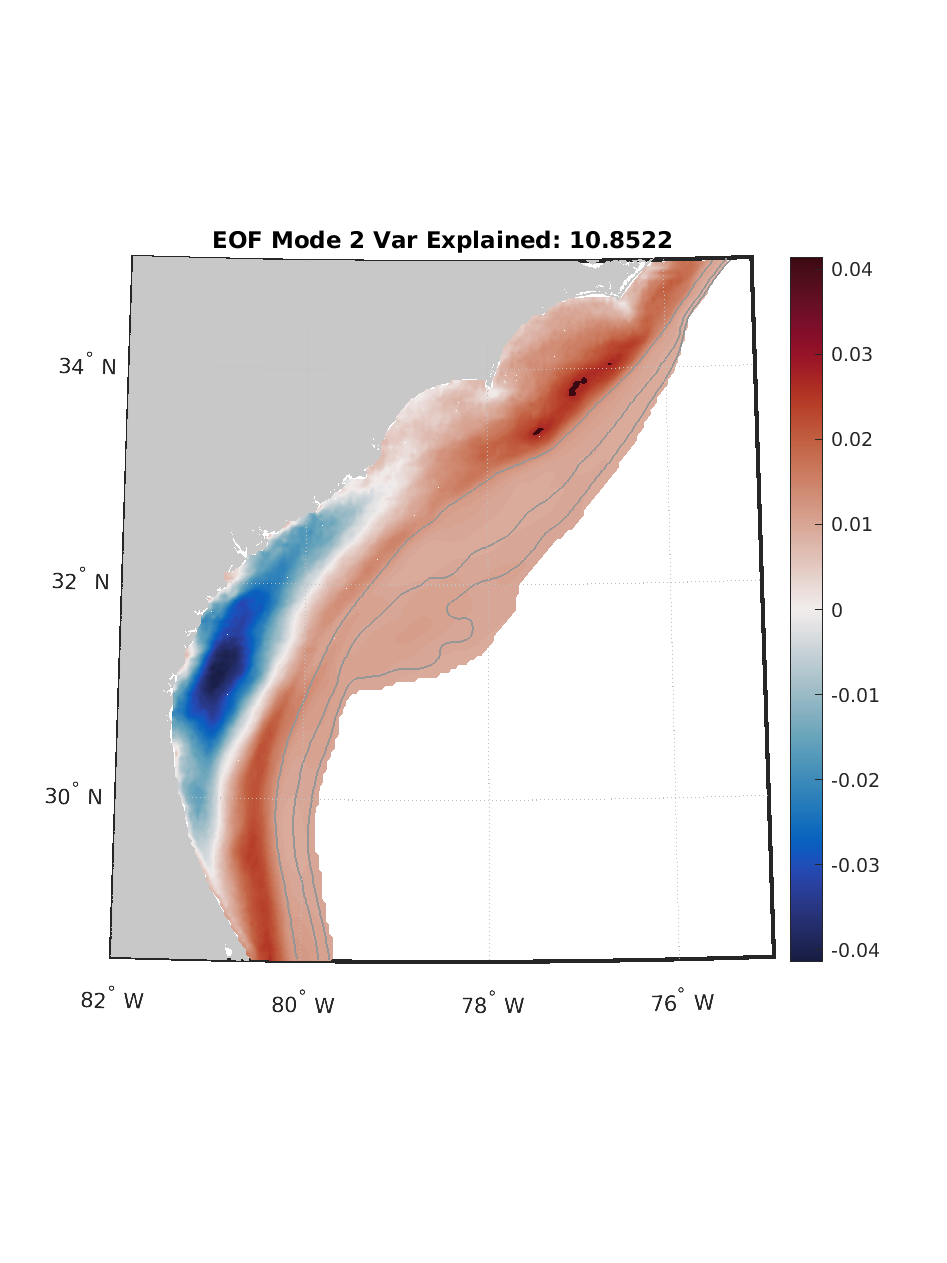 EOF Mode 2 Var Explained: 10.8522
34° N
32° N
30° N
82° W
80° W
78° W
76° W
0.04
0.03
0.02
0.01
0
-0.01
-0.02
-0.03
-0.04